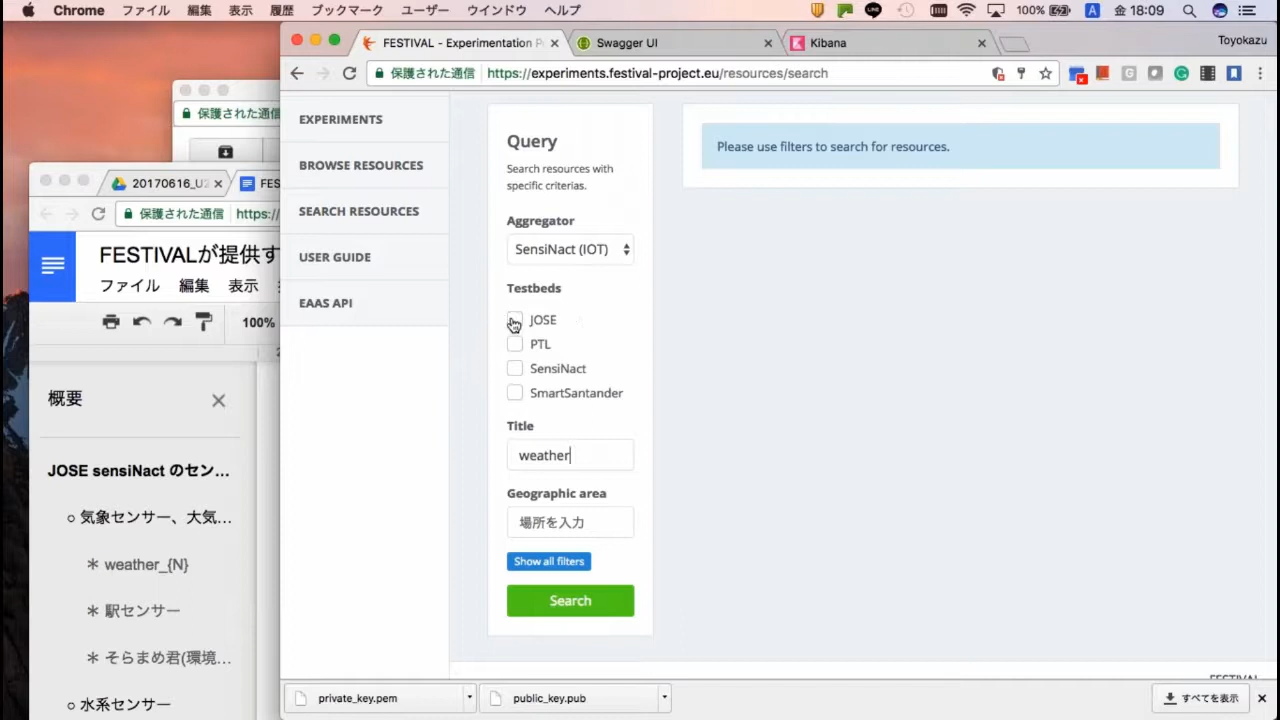 Chrome ファイル 編集 表示 履歴 ブックマーク ユーザー ウインドウ ヘルプ LINE 100% A 金 18:09
FESTIVAL - Experimentation P
Swagger UI
Kibana
Toyokazu
保護された通信 https://experiments.festival-project.eu/resources/search
保護された通信
20170616_U
FES
保護された通信 https:/
FESTIVALが提供す
ファイル 編集 表示
100%
概要
JOSE sensiNact のセン...
気象センサー、大気...
weather_{N}
駅センサー
そらまめ君(環境...
水系センサー
EXPERIMENTS
BROWSE RESOURCES
SEARCH RESOURCES
USER GUIDE
EAAS API
Query
Search resources with
specific criterias.
Aggregator
SensiNact (IOT)
Testbeds
JOSE
PTL
SensiNact
SmartSantander
Title
weather
Geographic area
場所を入力
Show all filters
Search
Please use filters to search for resources.
FESTIVAL
private_key.pem
public_key.pub
すべてを表示